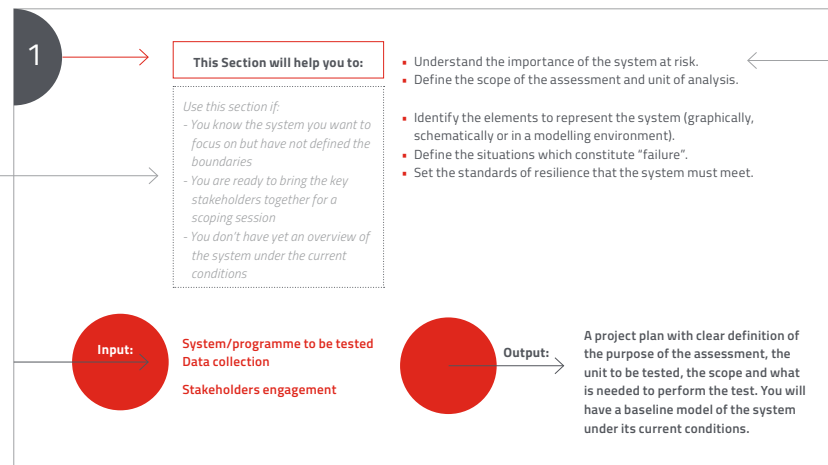 1
This Section will help you to:
▪ Understand the importance of the system at risk.
▪ Define the scope of the assessment and unit of analysis.
▪ Identify the elements to represent the system (graphically,
schematically or in a modelling environment).
▪ Define the situations which constitute “failure”.
▪ Set the standards of resilience that the system must meet.
Use this section if:
- You know the system you want to
focus on but have not defined the
boundaries
- You are ready to bring the key
stakeholders together for a
scoping session
- You don't have yet an overview of
the system under the current
conditions
Input:
System/programme to be tested
Data collection
Stakeholders engagement
Output:
A project plan with clear definition of
the purpose of the assessment, the
unit to be tested, the scope and what
is needed to perform the test. You will
have a baseline model of the system
under its current conditions.